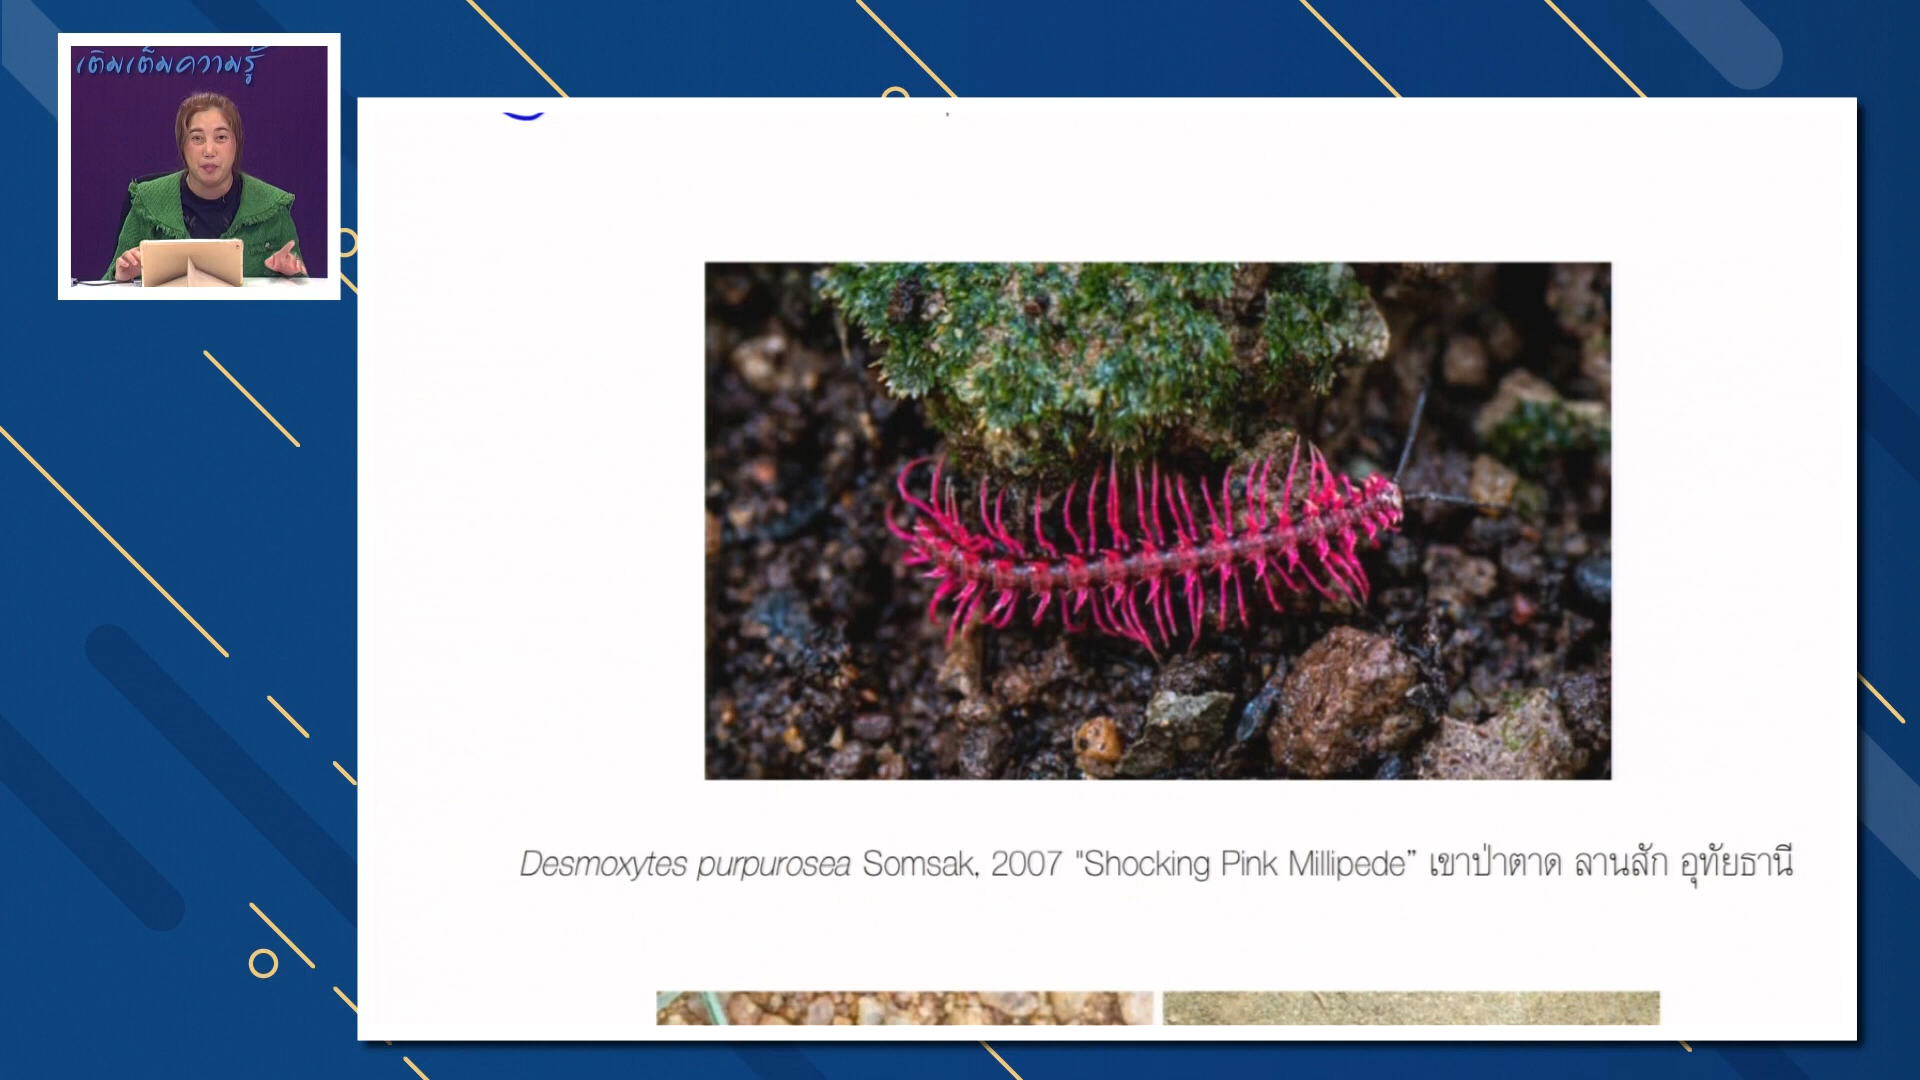 เติมเต็มความรู้
Desmoxytes purpurosea Somsak, 2007 "Shocking Pink Millipede” เขาป่าตาด ลานสัก อุทัยธานี